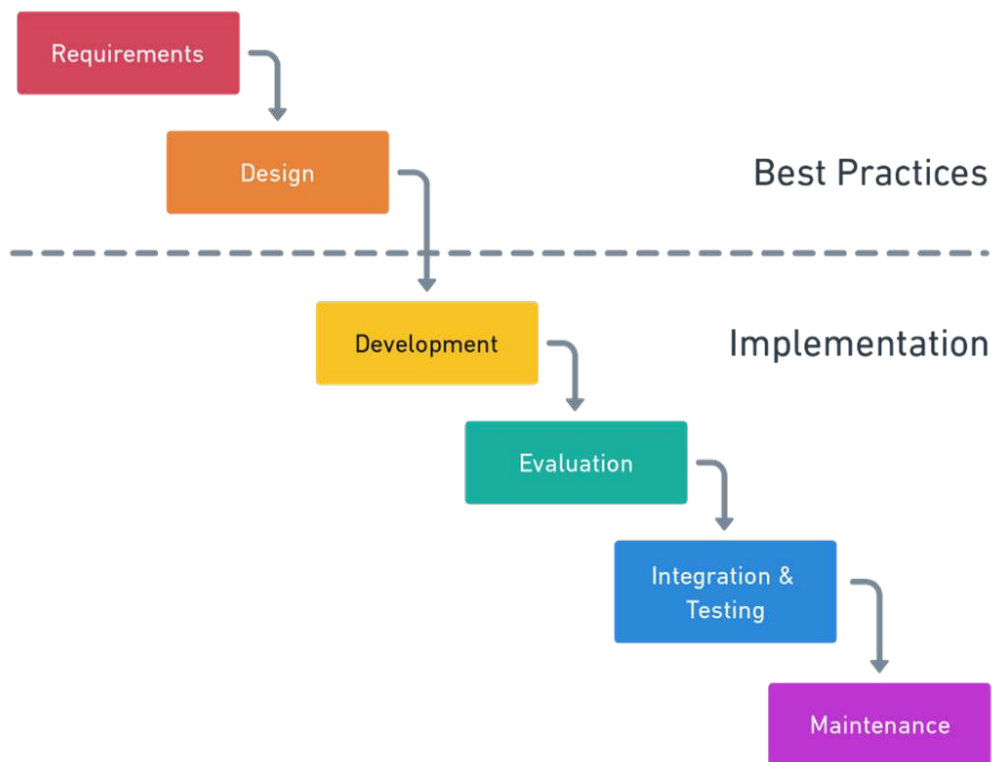 Requirements
Design
Best Practices
Development
Implementation
Evaluation
Integration &
Testing
Maintenance